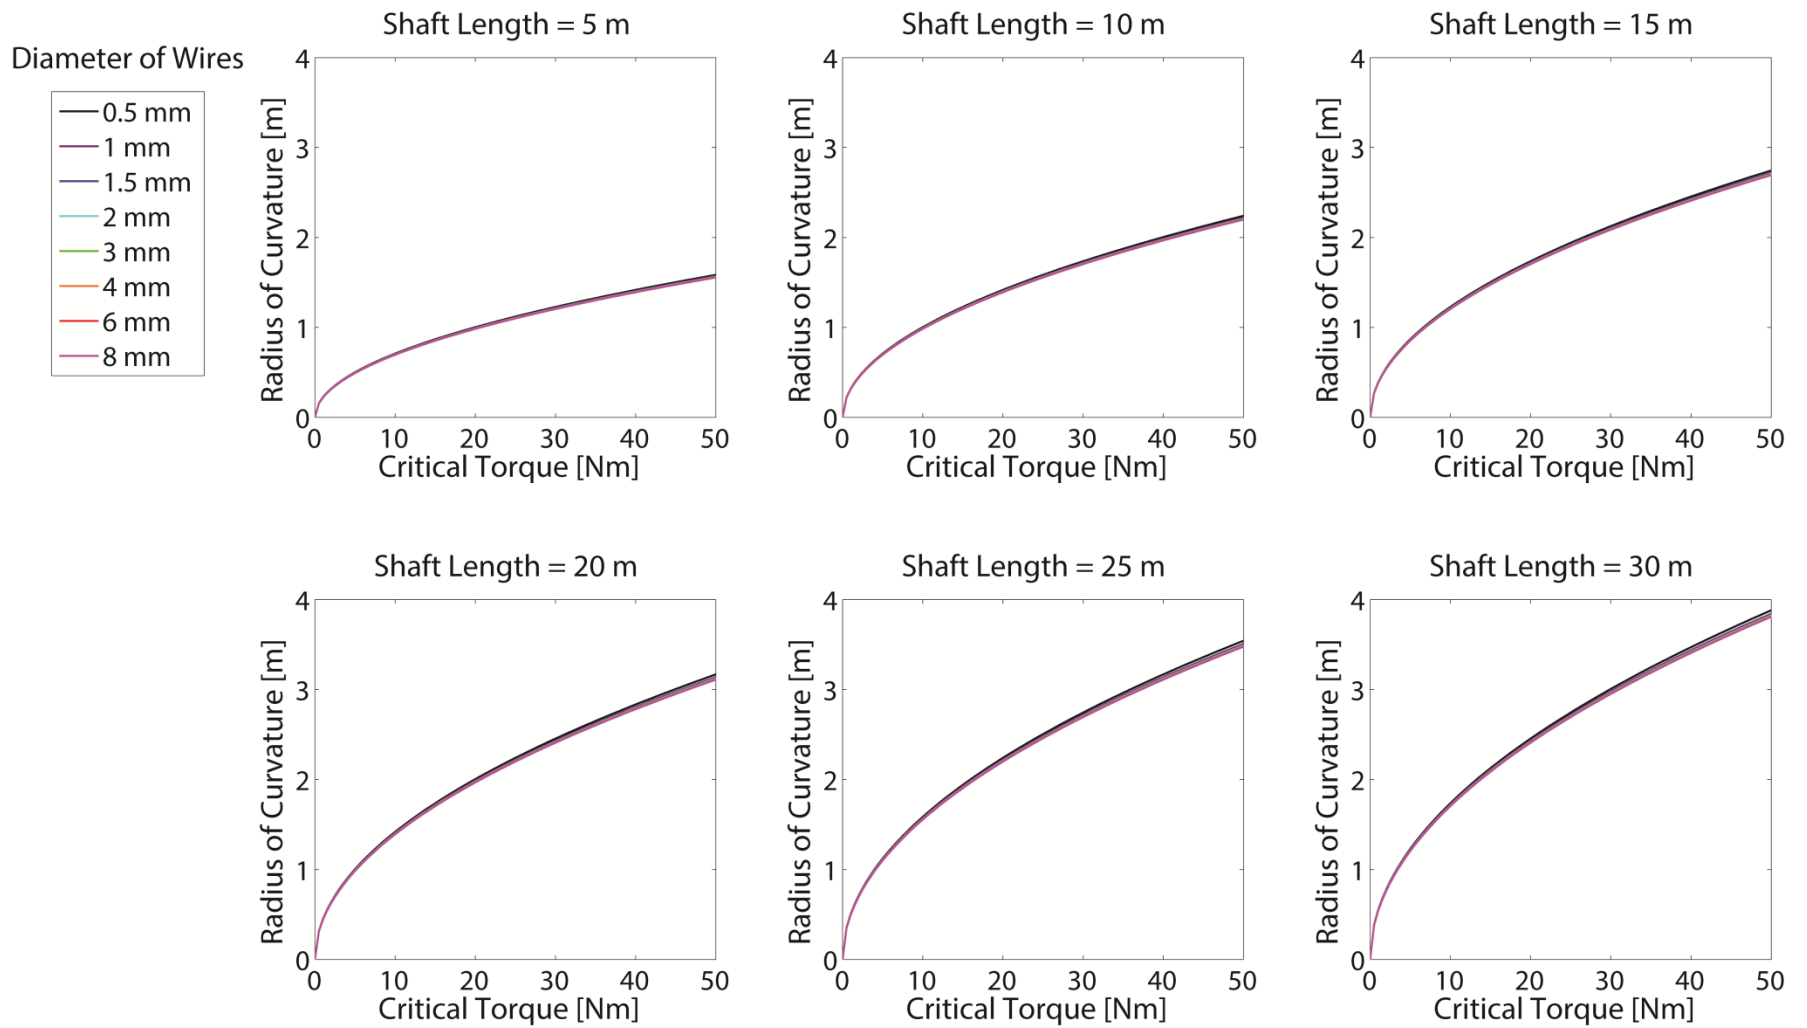 Diameter of Wires
0.5 mm
1 mm
1.5 mm
2 mm
3 mm
4 mm
6 mm
8 mm
Shaft Length = 5 m
Radius of Curvature [m]
4
3
2
1
0
0 10 20 30 40 50
Critical Torque [Nm]
Shaft Length = 10 m
Radius of Curvature [m]
4
3
2
1
0
0 10 20 30 40 50
Critical Torque [Nm]
Shaft Length = 15 m
Radius of Curvature [m]
4
3
2
1
0
0 10 20 30 40 50
Critical Torque [Nm]
Shaft Length = 20 m
Radius of Curvature [m]
4
3
2
1
0
0 10 20 30 40 50
Critical Torque [Nm]
Shaft Length = 25 m
Radius of Curvature [m]
4
3
2
1
0
0 10 20 30 40 50
Critical Torque [Nm]
Shaft Length = 30 m
Radius of Curvature [m]
4
3
2
1
0
0 10 20 30 40 50
Critical Torque [Nm]